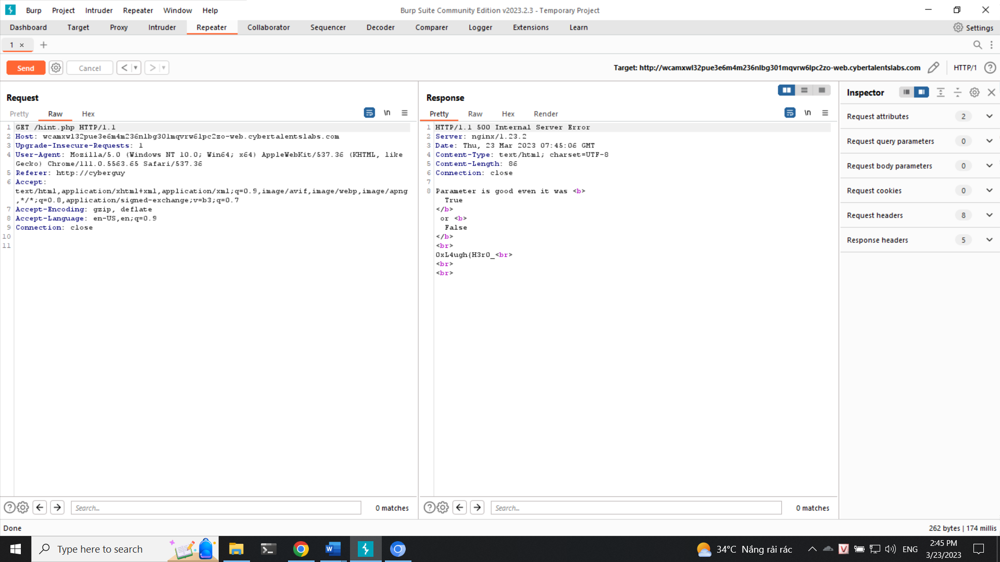 Burp Project Intruder Repeater Window Help
Burp Suite Community Edition v2023.2.3 - Temporary Project
Dashboard Target Proxy Intruder Repeater Collaborator Sequencer Decoder Comparer Logger Extensions Learn
Settings
1 ×
Send Cancel < >
Target: http://wcamxwl32pue3e6m4m236nlbg301mqvrw6lpc2zo-web.cybertalentslabs.com HTTP/1
Request
Pretty Raw Hex
\n
1 GET /hint.php HTTP/1.1
2 Host: wcamxwl32pue3e6m4m236nlbg301mqvrw6lpc2zo-web.cybertalentslabs.com
3 Upgrade-Insecure-Requests: 1
4 User-Agent: Mozilla/5.0 (Windows NT 10.0; Win64; x64) AppleWebKit/537.36 (KHTML, like
Gecko) Chrome/111.0.5563.65 Safari/537.36
5 Referer: http://cyberguy
6 Accept:
text/html,application/xhtml+xml,application/xml;q=0.9,image/avif,image/webp,image/apng
,*/*;q=0.8,application/signed-exchange;v=b3;q=0.7
7 Accept-Encoding: gzip, deflate
8 Accept-Language: en-US,en;q=0.9
9 Connection: close
10
11
Search...
0 matches
Response
Pretty Raw Hex Render
\n
1 HTTP/1.1 500 Internal Server Error
2 Server: nginx/1.23.2
3 Date: Thu, 23 Mar 2023 07:45:06 GMT
4 Content-Type: text/html; charset=UTF-8
5 Content-Length: 86
6 Connection: close
7
8 Parameter is good even it was <b>
True
</b>
or <b>
False
</b>
<br>
0xL4ugh{H3r0_<br>
<br>
<br>
Search...
0 matches
Inspector
Request attributes 2
Request query parameters 0
Request body parameters 0
Request cookies 0
Request headers 8
Response headers 5
Done
262 bytes | 174 millis
Type here to search
34°C Nắng rải rác
ENG
2:45 PM
3/23/2023